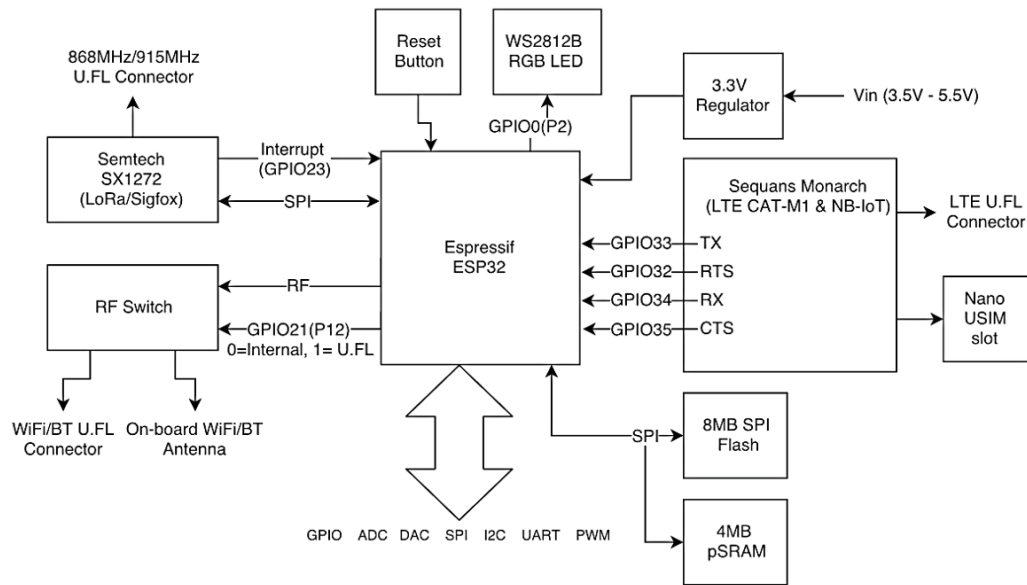 868MHz/915MHz
U.FL Connector
Reset
Button
WS2812B
RGB LED
3.3V
Regulator
Vin (3.5V - 5.5V)
GPIO0(P2)
Semtech
SX1272
(LoRa/Sigfox)
Interrupt
(GPIO23)
SPI
Espressif
ESP32
Sequans Monarch
(LTE CAT-M1 & NB-IoT)
LTE U.FL
Connector
GPIO33 TX
GPIO32 RTS
GPIO34 RX
GPIO35 CTS
Nano
USIM
slot
RF Switch
RF
GPIO21(P12)
0=Internal, 1= U.FL
WiFi/BT U.FL
Connector
On-board WiFi/BT
Antenna
SPI
8MB SPI
Flash
4MB
pSRAM
GPIO ADC DAC SPI I2C UART PWM